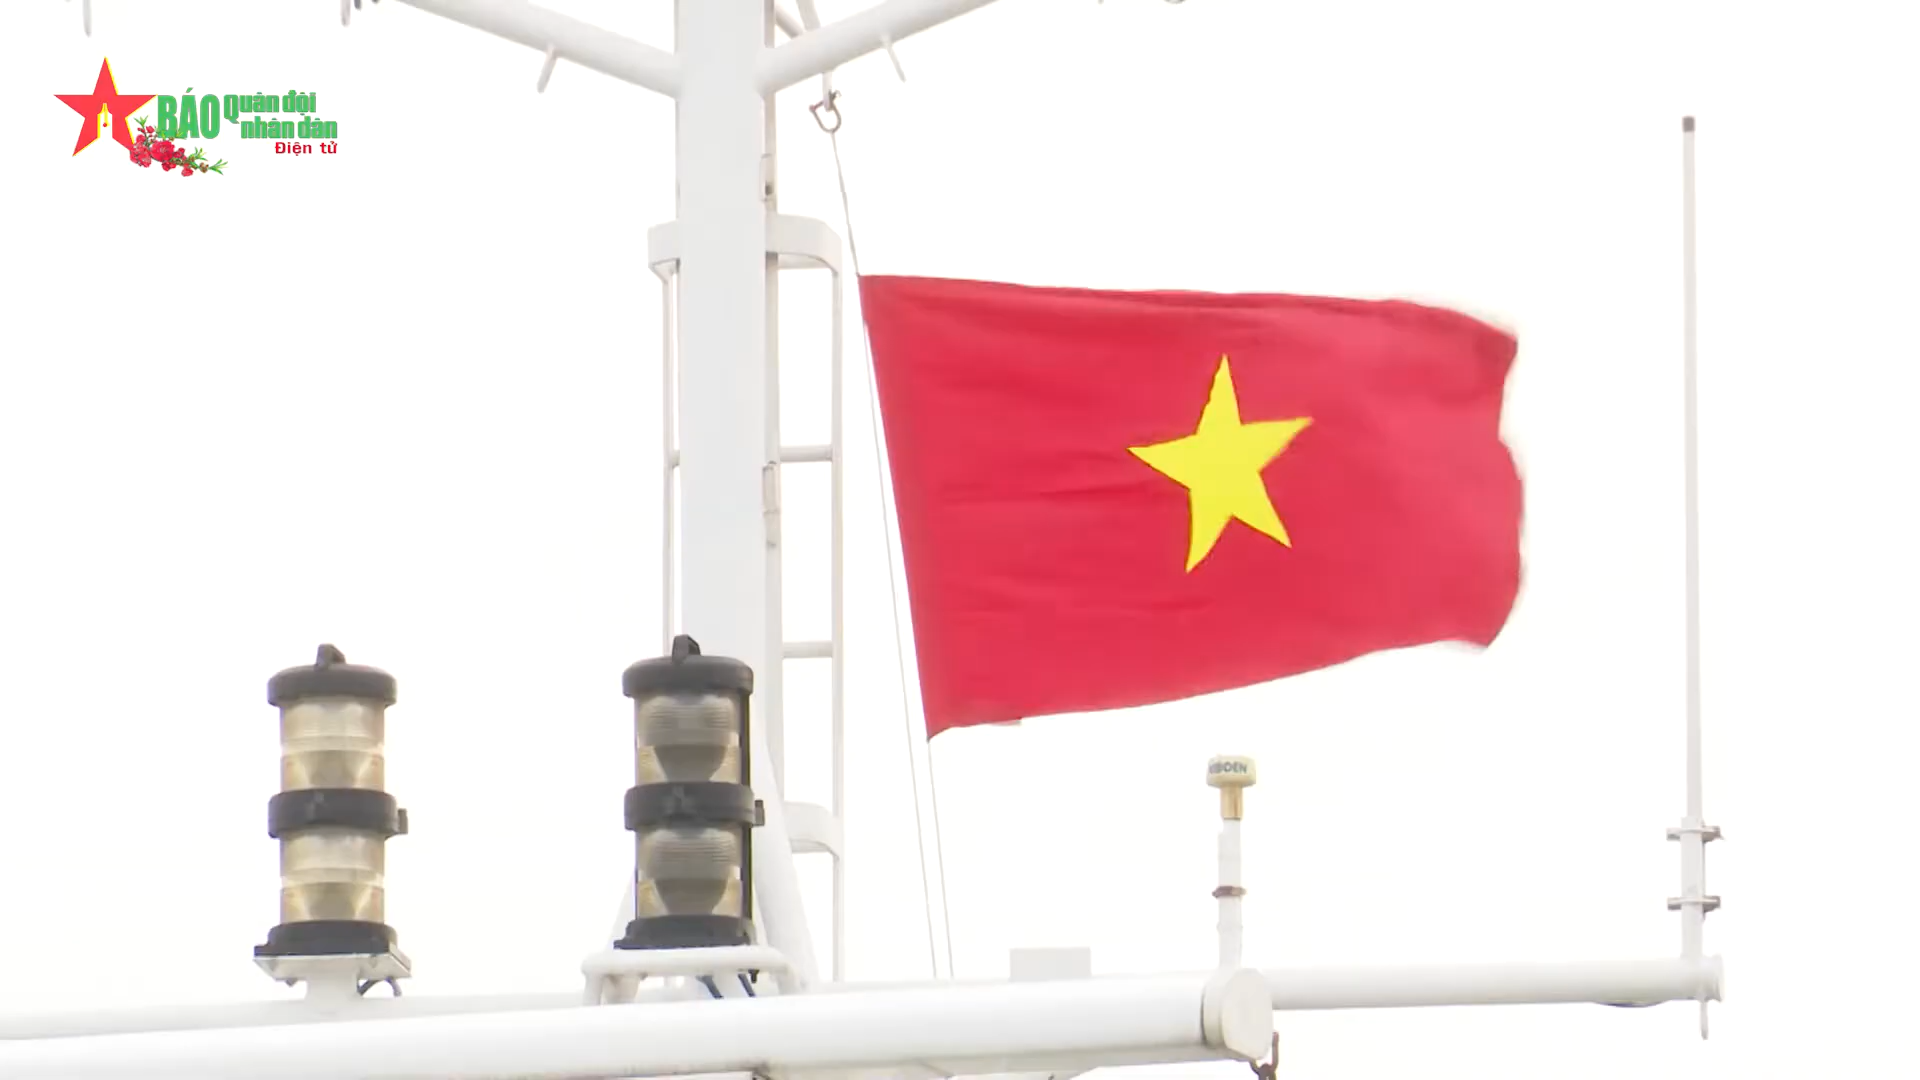 BÁO Quân đội
nhân dân
Điện tử